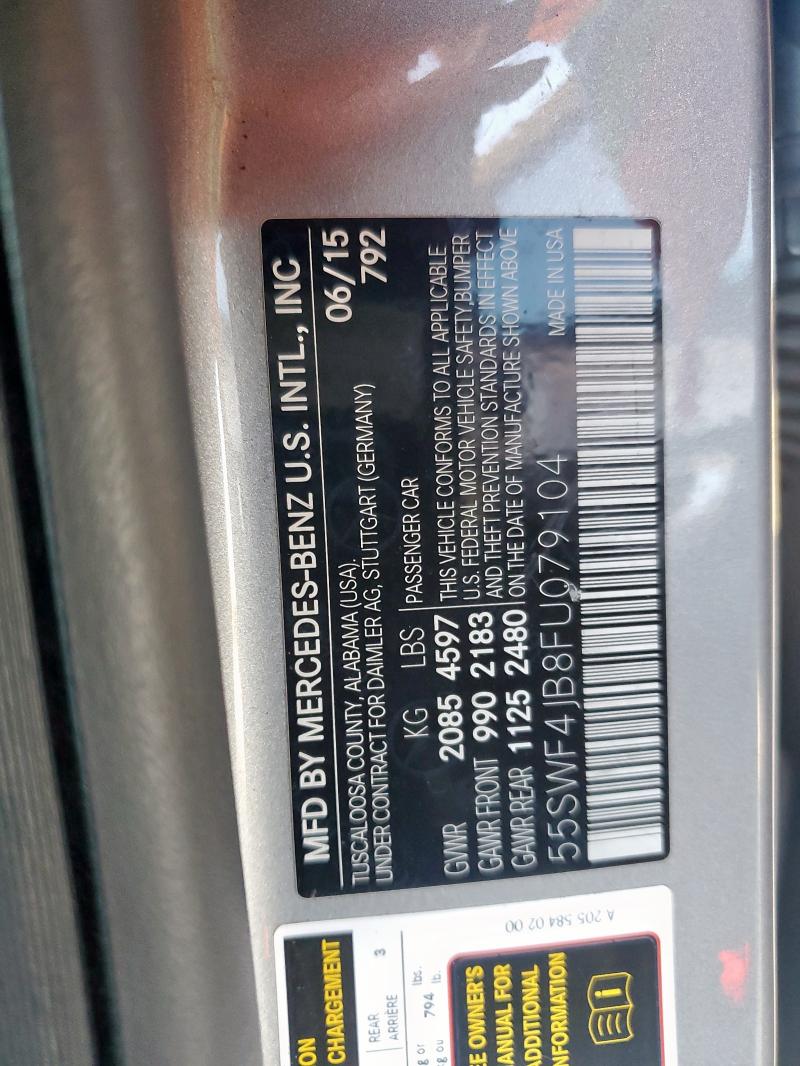 MFD BY MERCEDES-BENZ U.S. INTL., INC
TUSCALOOSA COUNTY, ALABAMA (USA). 06/15
UNDER CONTRACT FOR DAIMLER AG, STUTTGART (GERMANY) 792
KG LBS PASSENGER CAR
GVWR 2085 4597 THIS VEHICLE CONFORMS TO ALL APPLICABLE
GAWR FRONT 990 2183 U.S. FEDERAL MOTOR VEHICLE SAFETY, BUMPER
AND THEFT PREVENTION STANDARDS IN EFFECT
GAWR REAR 1125 2480 ON THE DATE OF MANUFACTURE SHOWN ABOVE
55SWF4JB8FU079104 MADE IN USA
ON
CHARGEMENT
REAR
ARRIÈRE 3
lbs.
794 lb.
OWNER'S
FOR
ADDITIONAL
A 205 584 02 00